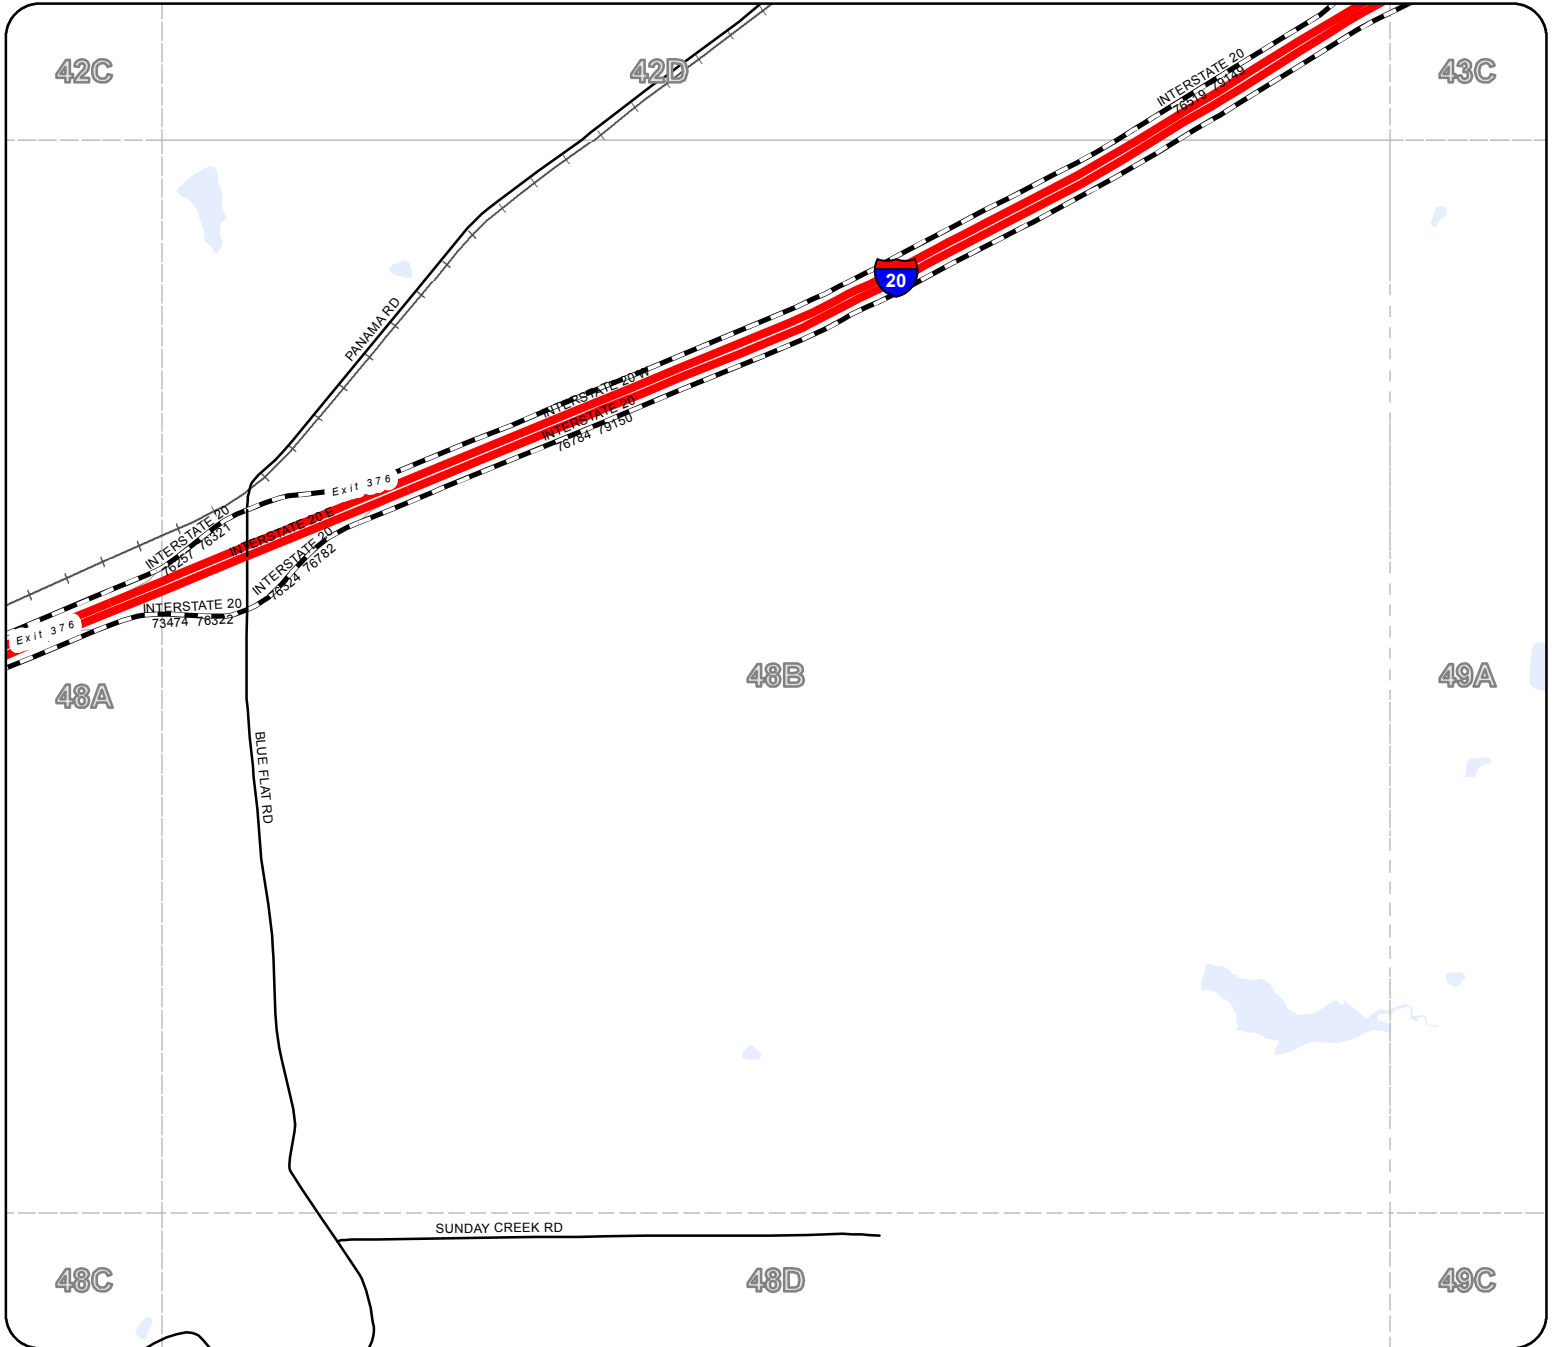 42C
42D
43C
INTERSTATE 20
76519 79149
20
PANAMA RD
INTERSTATE 20 W
INTERSTATE 20
76784 79150
Exit 376
INTERSTATE 20
76257 76321
INTERSTATE 20 E
INTERSTATE 20
76324 76782
INTERSTATE 20
73474 76322
Exit 376
48A
48B
49A
BLUE FLAT RD
SUNDAY CREEK RD
48C
48D
49C